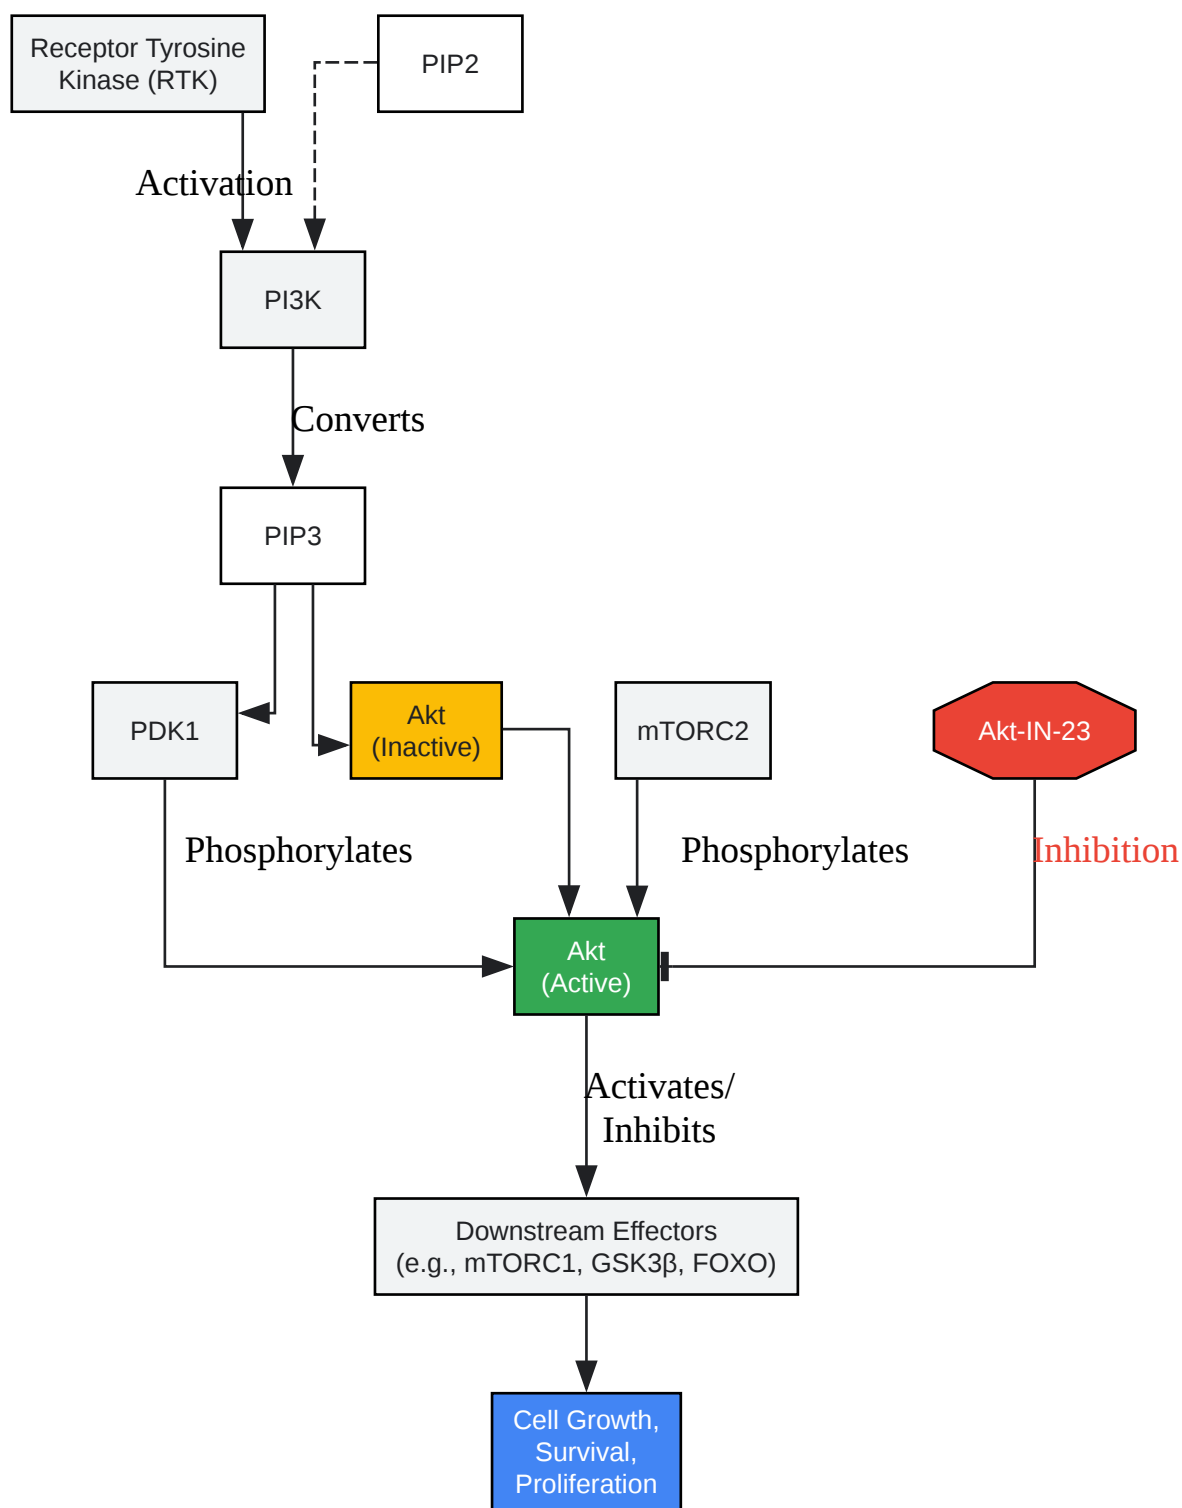 Receptor Tyrosine
Kinase (RTK)
PIP2
Activation
PI3K
Converts
PIP3
PDK1
Akt
(Inactive)
mTORC2
Akt-IN-23
Phosphorylates
Phosphorylates
Inhibition
Akt
(Active)
Activates/
Inhibits
Downstream Effectors
(e.g., mTORC1, GSK3β, FOXO)
Cell Growth,
Survival,
Proliferation